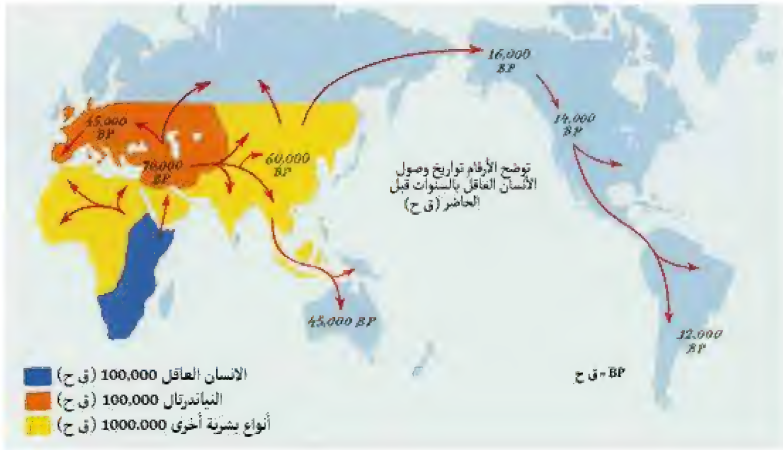 16,000
BP
14,000
BP
45,000
BP
70,000
BP
60,000
BP
توضح الأرقام تواريخ وصول
الأنسان العاقل بالسنوات قبل
الحاضر (ق ح)
45,000 BP
12,000
BP
BP = ق ح
الانسان العاقل 100,000 (ق ح)
النياندرتال 100,000 (ق ح)
أنواع بشرية أخرى 1000.000 (ق ح)